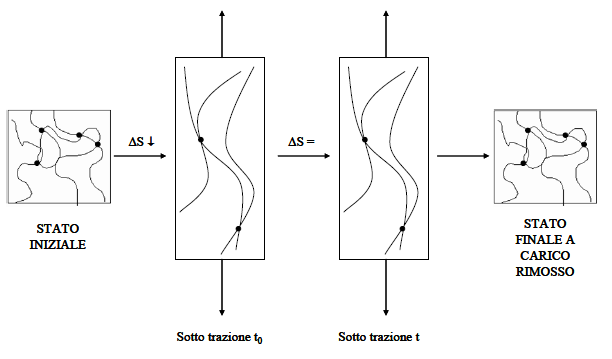 ΔS ↓
ΔS =
STATO
INIZIALE
STATO
FINALE A
CARICO
RIMOSSO
Sotto trazione t₀
Sotto trazione t